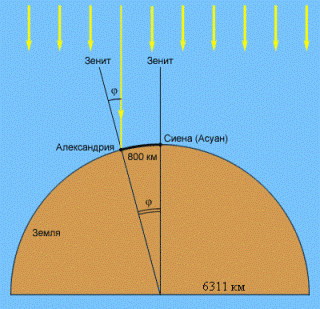 Зенит Зенит
φ
Александрия Сиена (Асуан)
800 км
φ
Земля
6311 км